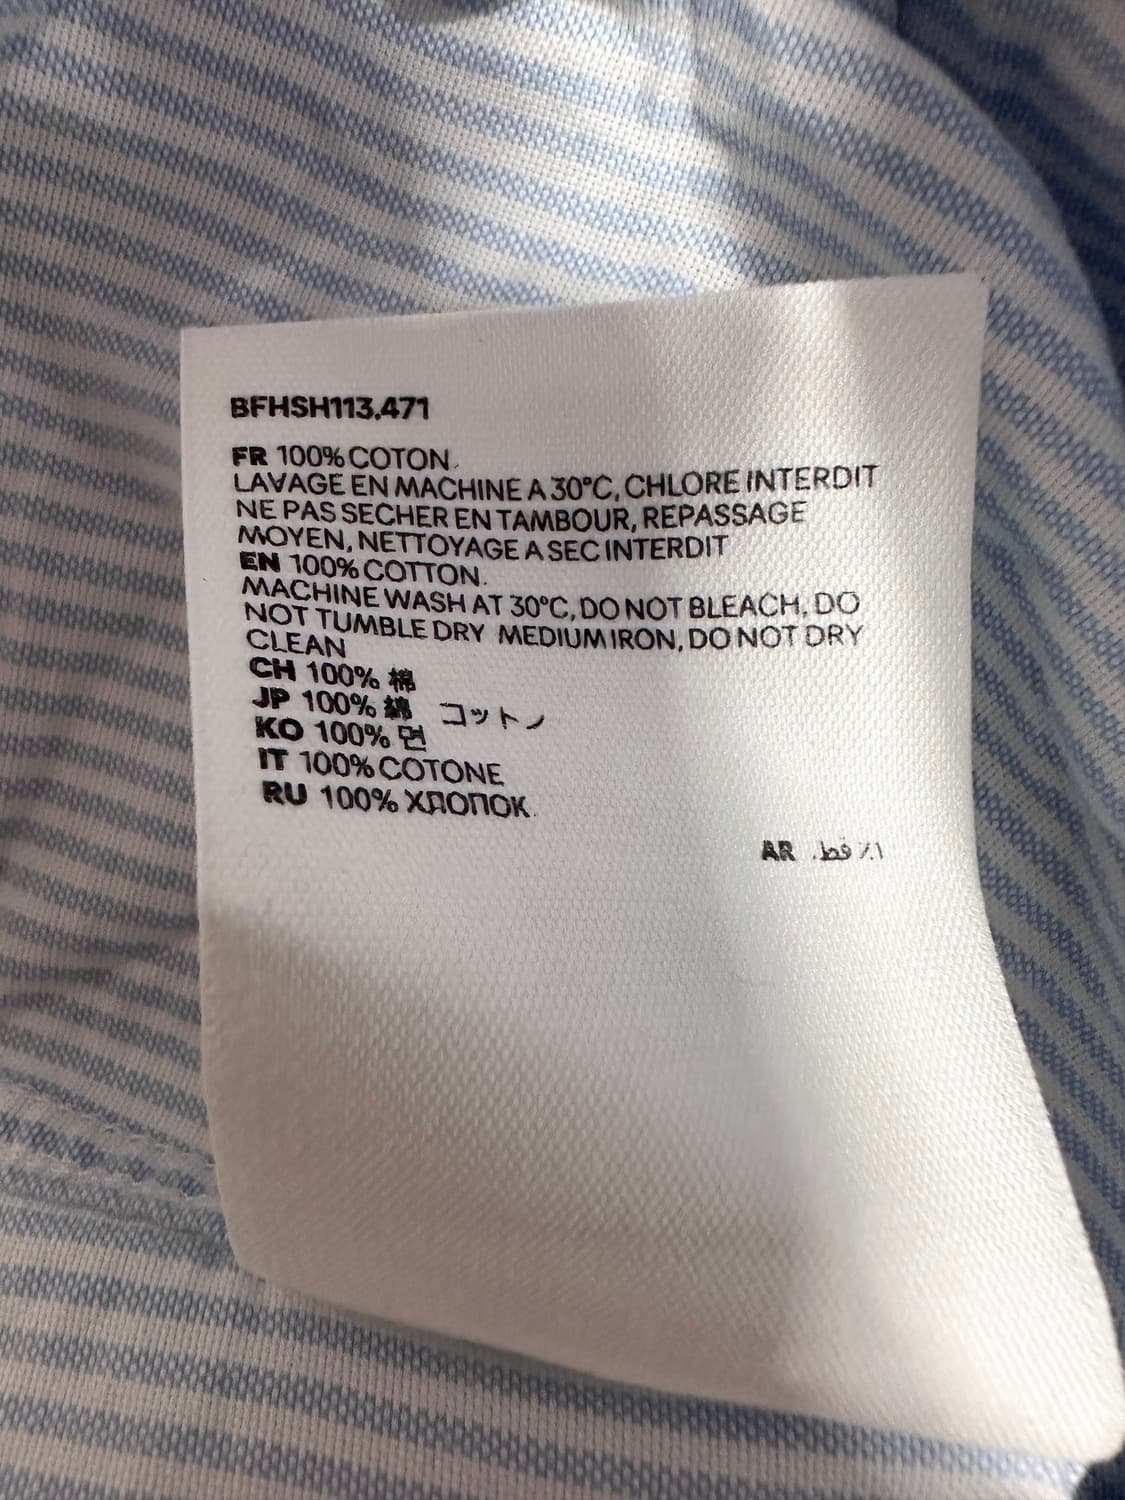 BFHSH113.471
FR 100% COTON.
LAVAGE EN MACHINE A 30°C, CHLORE INTERDIT
NE PAS SECHER EN TAMBOUR, REPASSAGE
MOYEN, NETTOYAGE A SEC INTERDIT
EN 100% COTTON.
MACHINE WASH AT 30°C, DO NOT BLEACH, DO
NOT TUMBLE DRY MEDIUM IRON, DO NOT DRY
CLEAN
CH 100% 棉
JP 100% 綿 コットン
KO 100% 면
IT 100% COTONE
RU 100% ХЛОПОК.
AR